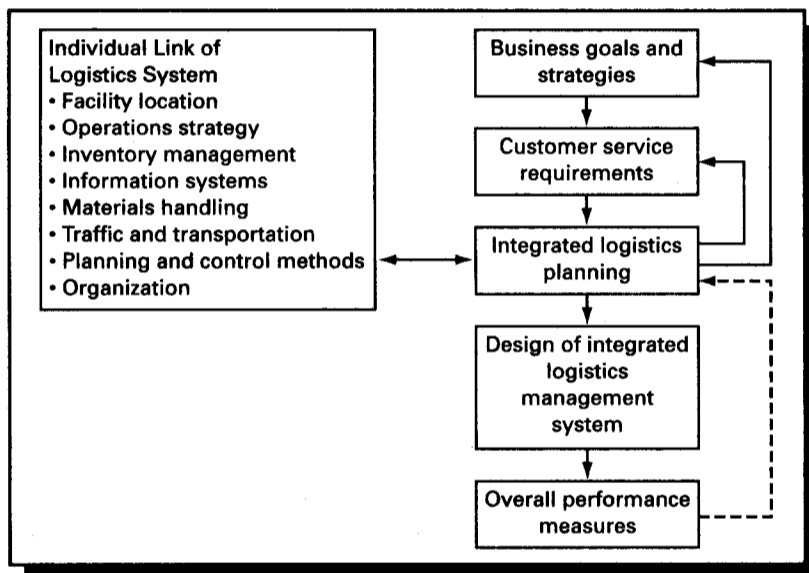 Individual Link of
Logistics System
• Facility location
• Operations strategy
• Inventory management
• Information systems
• Materials handling
• Traffic and transportation
• Planning and control methods
• Organization
Business goals and
strategies
Customer service
requirements
Integrated logistics
planning
Design of integrated
logistics
management
system
Overall performance
measures